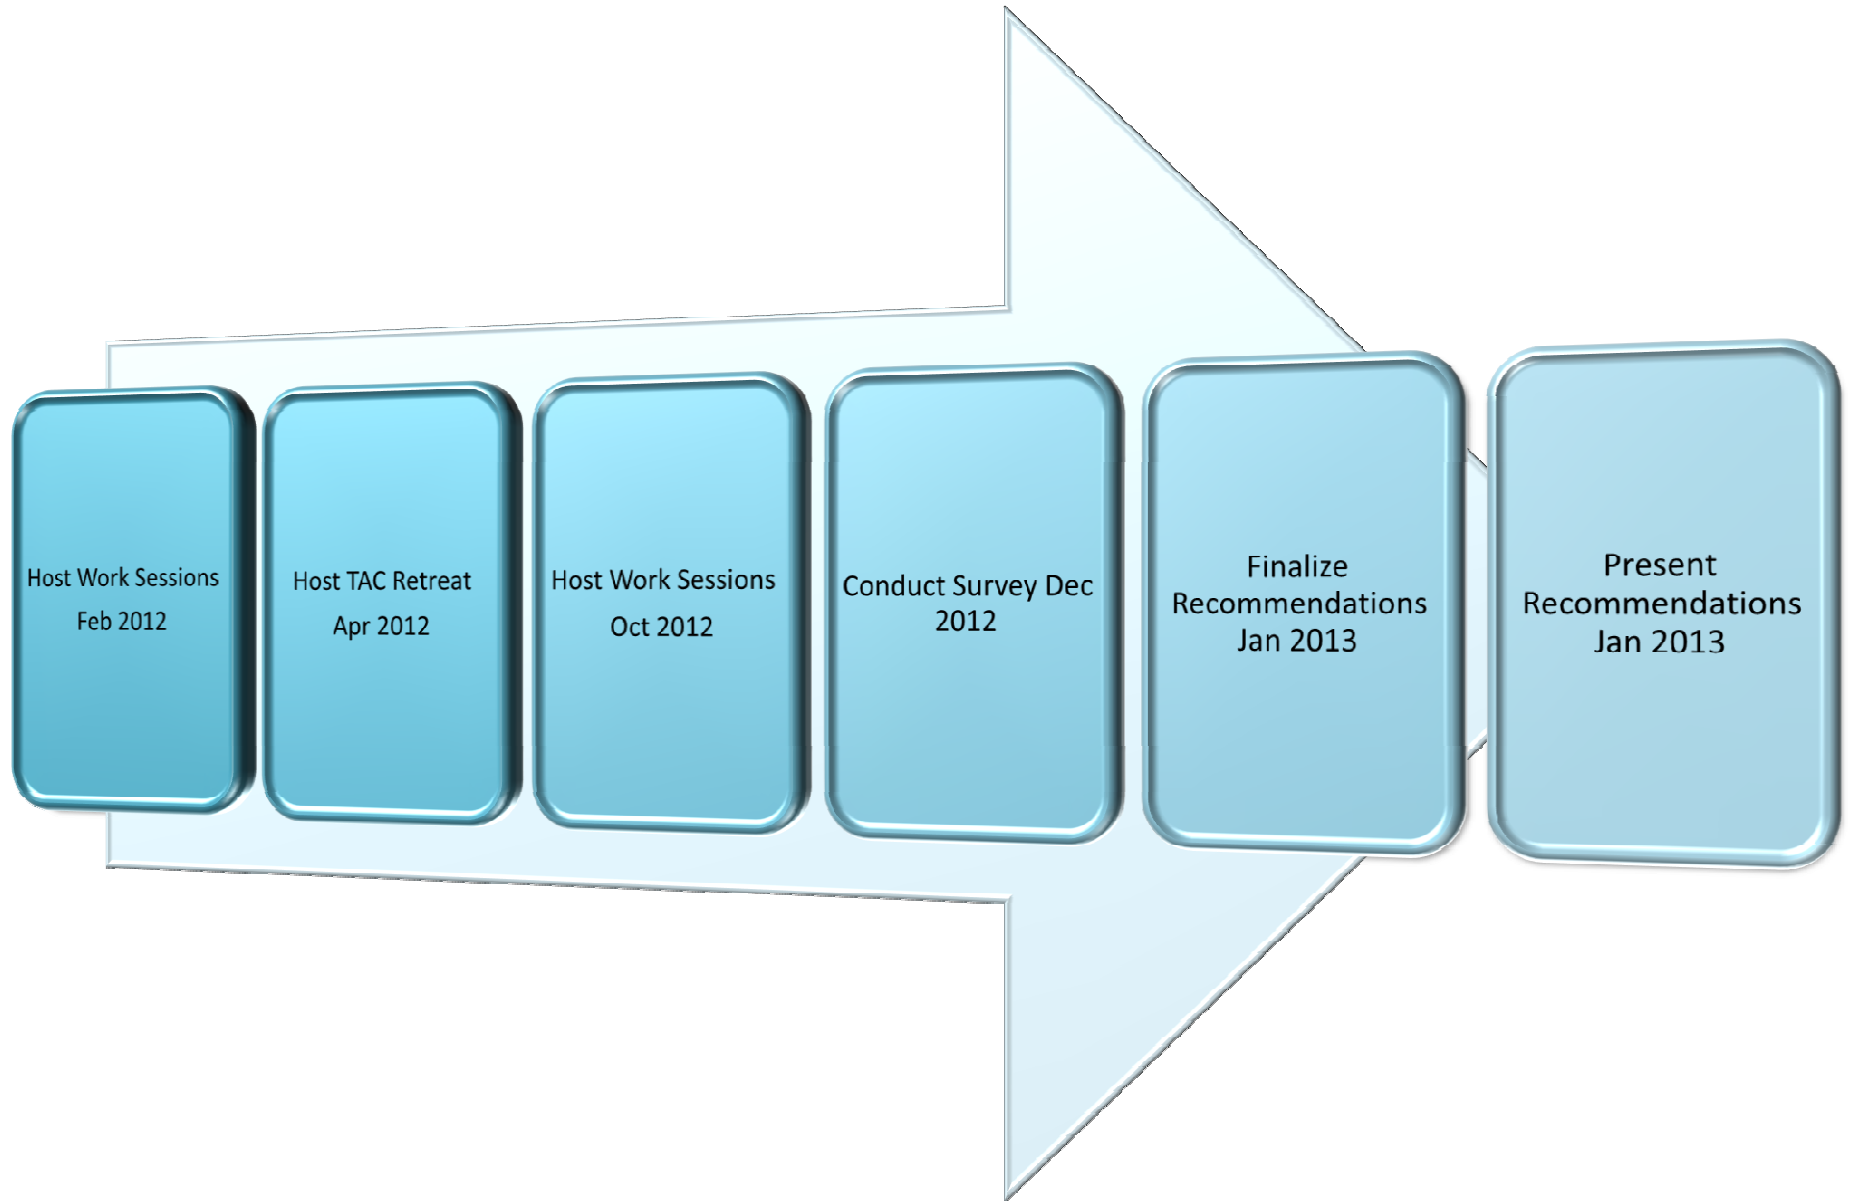 Host Work Sessions
Feb 2012
Host TAC Retreat
Apr 2012
Host Work Sessions
Oct 2012
Conduct Survey Dec
2012
Finalize
Recommendations
Jan 2013
Present
Recommendations
Jan 2013